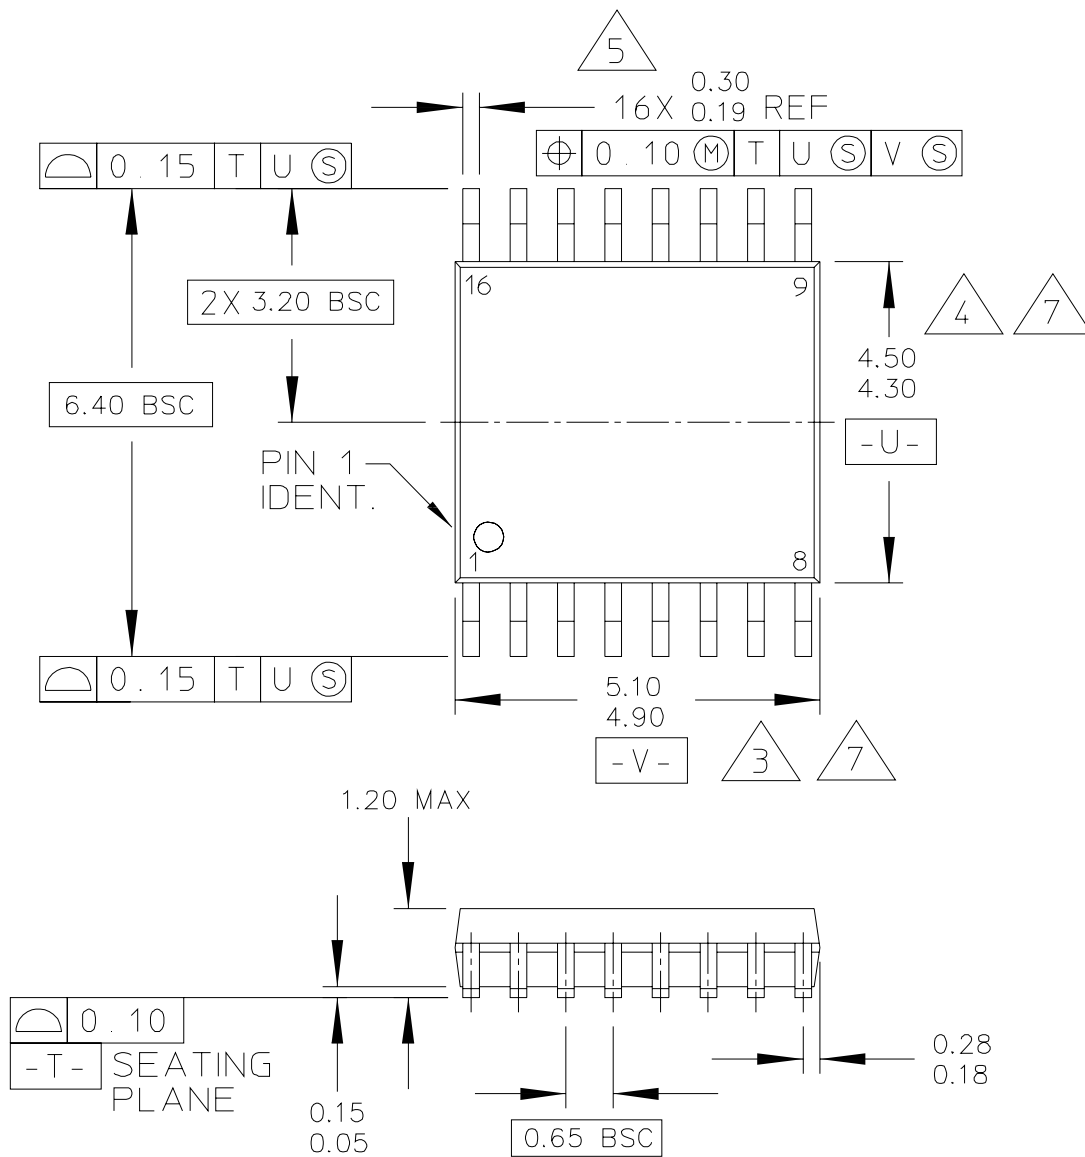 5
0.30
16X 0.19 REF
0.10 M T U S V S
0.15 T U S
16 9
2X 3.20 BSC
4 7
4.50
4.30
6.40 BSC
-U-
PIN 1
IDENT.
1 8
0.15 T U S
5.10
4.90
-V- 3 7
1.20 MAX
0.10
-T- SEATING
PLANE
0.28
0.18
0.15
0.05
0.65 BSC